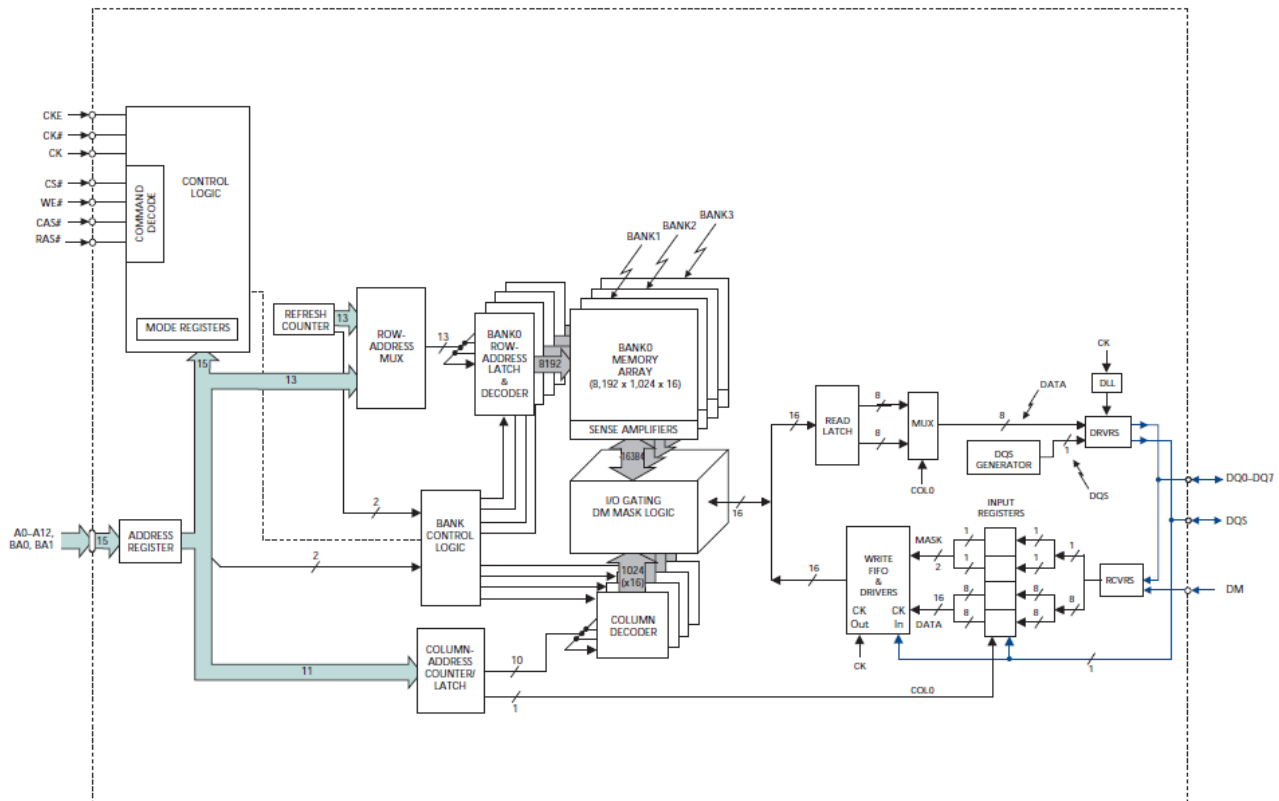 CKE
CK#
CK
CS#
WE#
CAS#
RAS#
COMMAND
DECODE
CONTROL
LOGIC
MODE REGISTERS
REFRESH
COUNTER
13
ROW-
ADDRESS
MUX
13
BANK0
ROW-
ADDRESS
LATCH
&
DECODER
8192
BANK1
BANK2
BANK3
BANK0
MEMORY
ARRAY
(8,192 x 1,024 x 16)
SENSE AMPLIFIERS
16384
I/O GATING
DM MASK LOGIC
16
15
13
A0–A12,
BA0, BA1
15
ADDRESS
REGISTER
2
2
BANK
CONTROL
LOGIC
1024
(x16)
COLUMN
DECODER
11
COLUMN-
ADDRESS
COUNTER/
LATCH
10
1
COL0
16
READ
LATCH
8
8
MUX
COL0
8
DATA
CK
DLL
DRVRS
DQS
GENERATOR
1
DQS
INPUT
REGISTERS
16
WRITE
FIFO
&
DRIVERS
CK
Out
CK
In
CK
MASK
2
16
DATA
1
1
8
8
1
1
8
8
1
8
RCVRS
1
DQ0–DQ7
DQS
DM